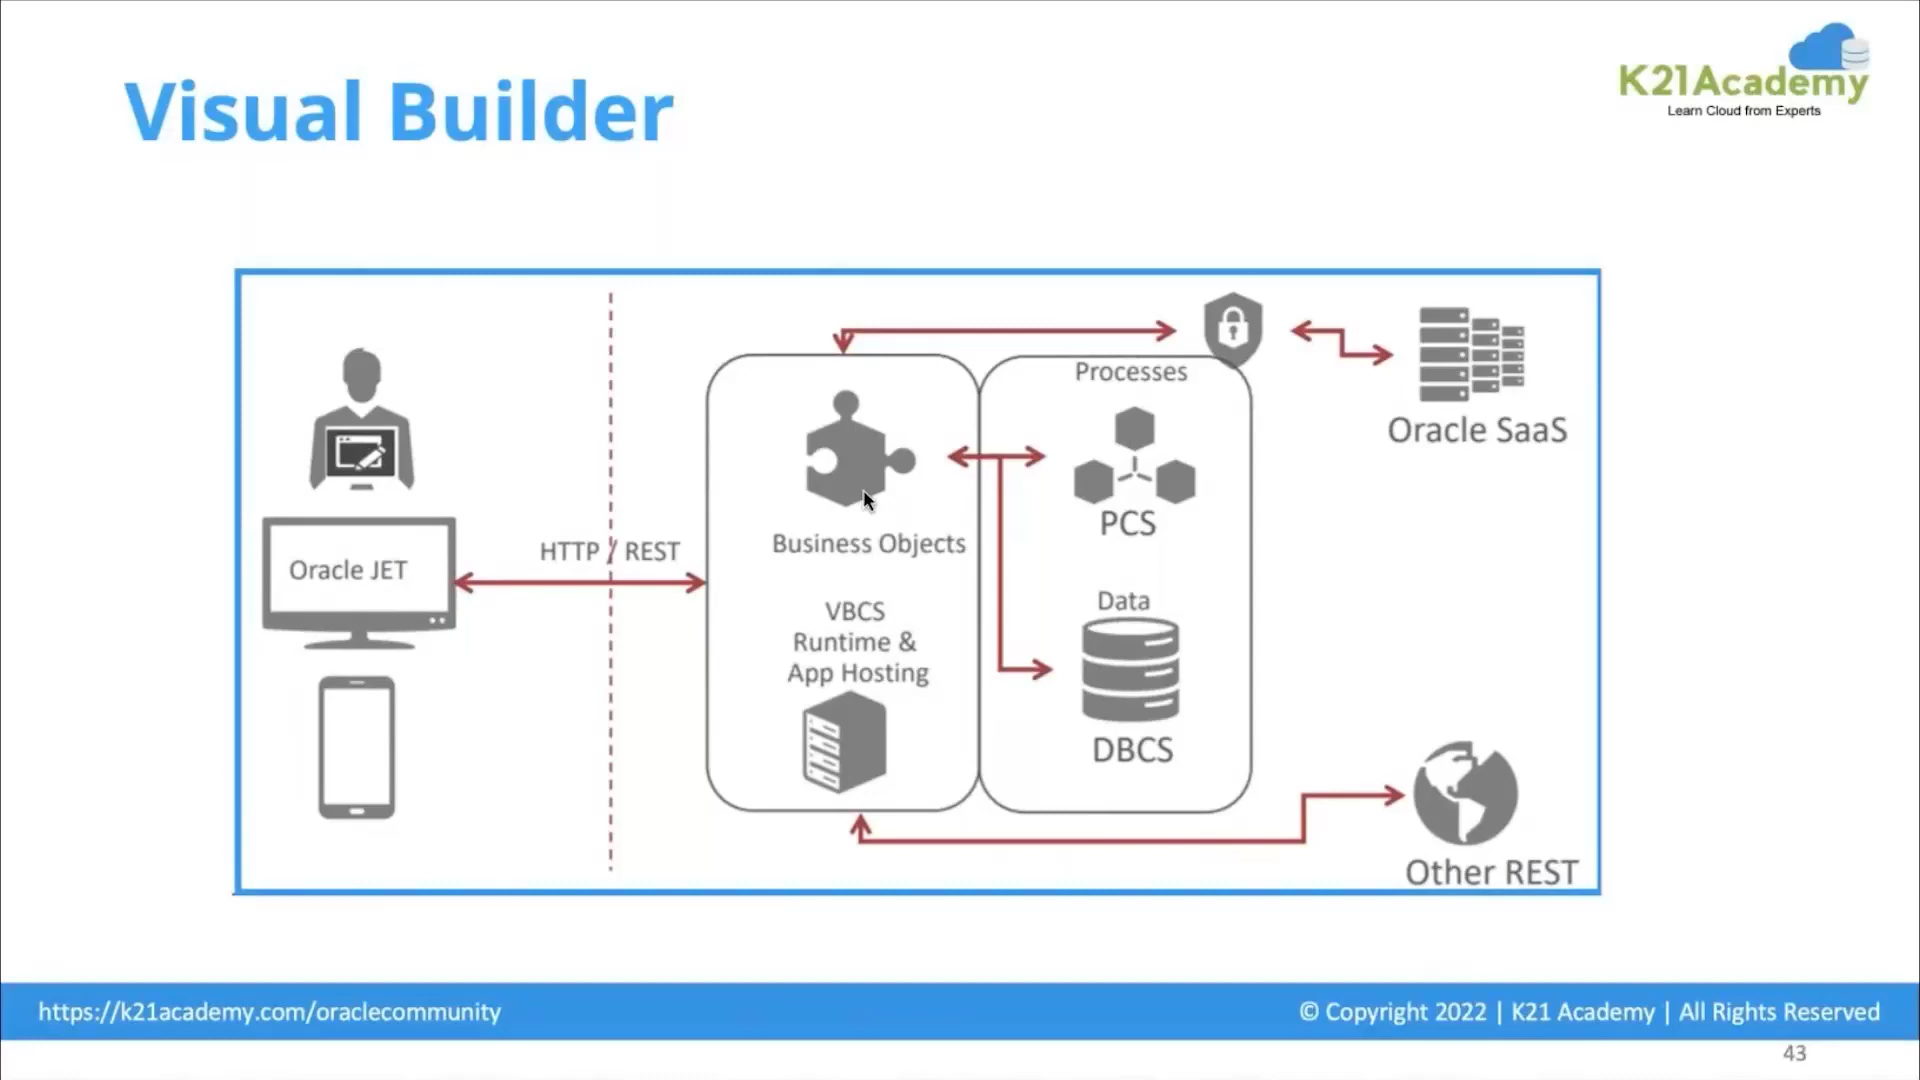 Visual Builder
K21Academy
Learn Cloud from Experts
Oracle JET
HTTP / REST
Business Objects
VBCS
Runtime &
App Hosting
Processes
PCS
Data
DBCS
Oracle SaaS
Other REST
https://k21academy.com/oraclecommunity
© Copyright 2022 | K21 Academy | All Rights Reserved
43